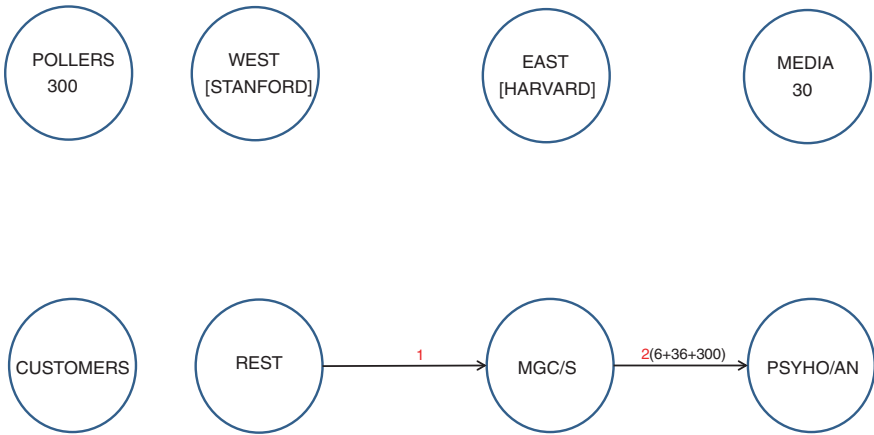 POLLERS
300
WEST
[STANFORD]
EAST
[HARVARD]
MEDIA
30
CUSTOMERS
REST
1
MGC/S
2(6+36+300)
PSYHO/AN